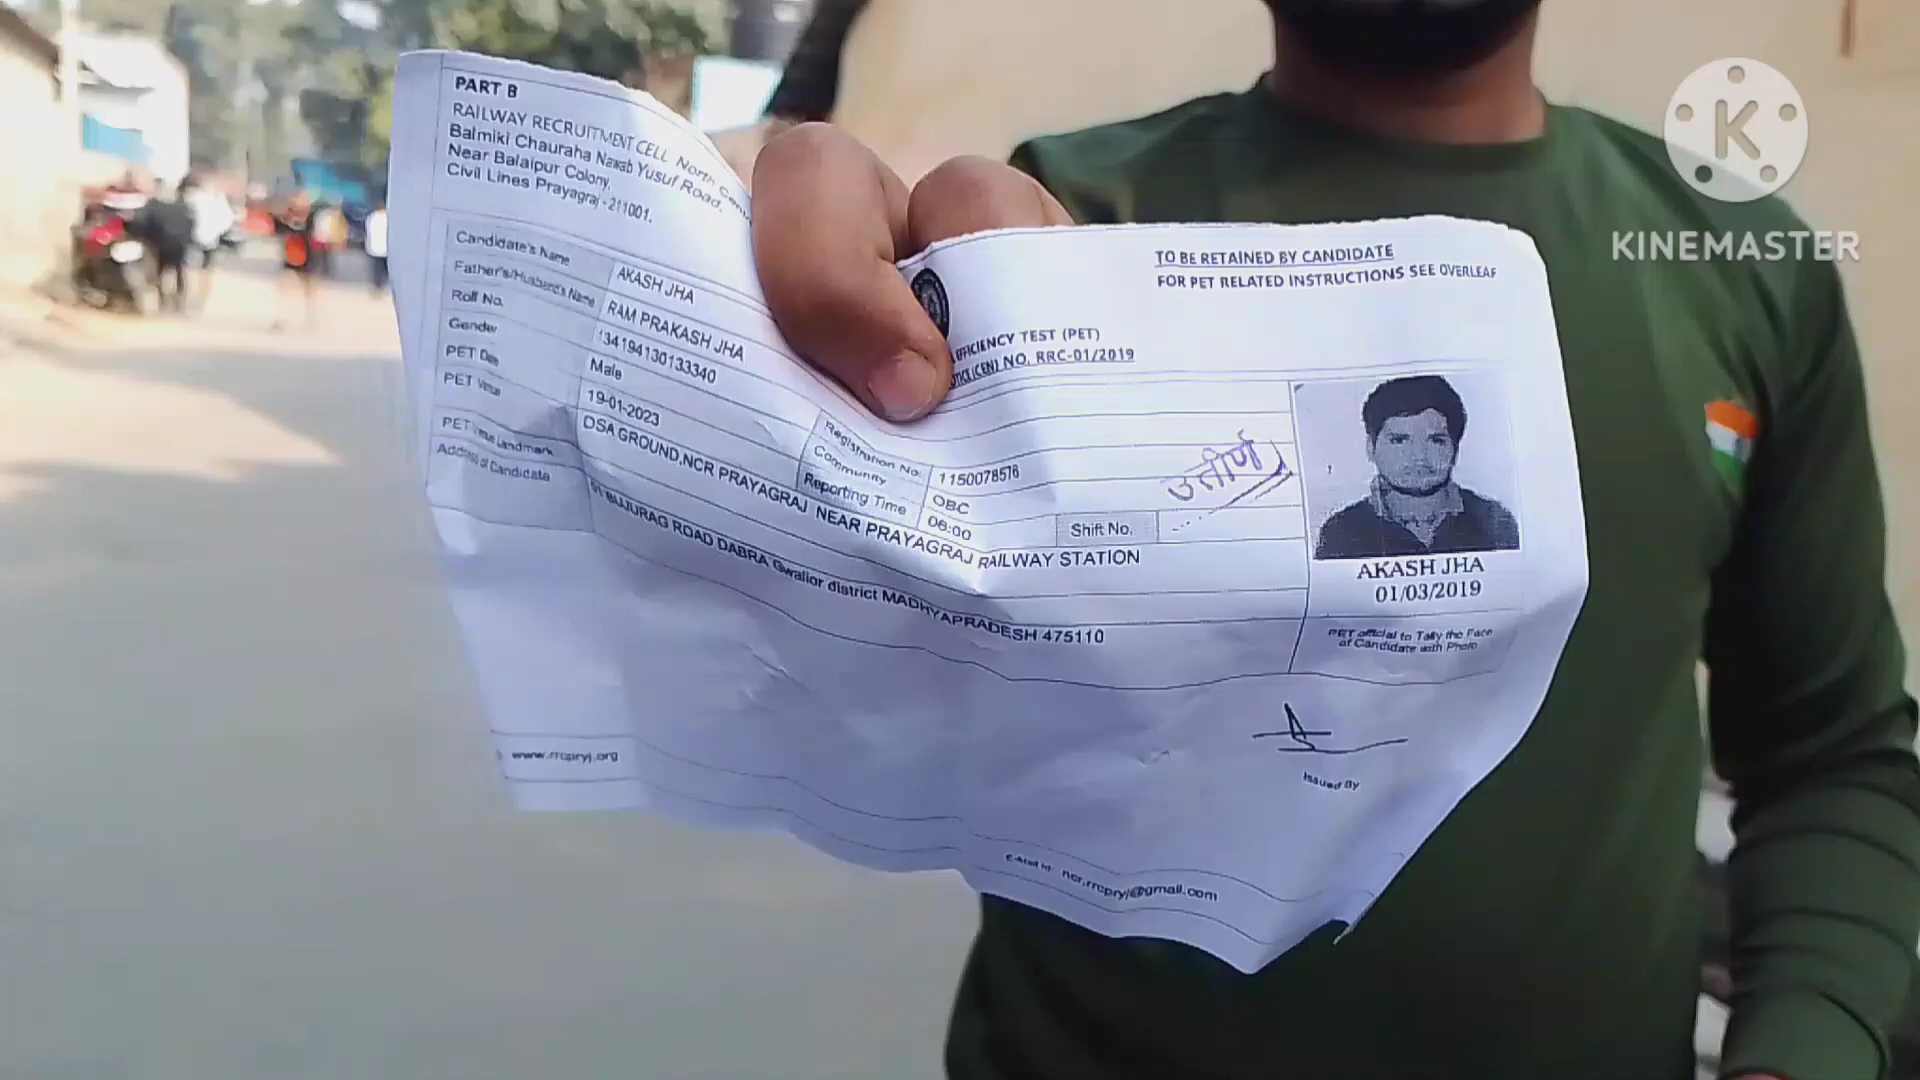 PART B
RAILWAY RECRUITMENT CELL North
Balmiki Chauraha Nawab Yusuf Road,
Near Balaipur Colony,
Civil Lines Prayagraj - 211001.
TO BE RETAINED BY CANDIDATE
FOR PET RELATED INSTRUCTIONS SEE OVERLEAF
TEST (PET)
(CEN) NO. RRC-01/2019
Candidate's Name AKASH JHA
Father's/Husband's Name RAM PRAKASH JHA
Roll No. 134194130133340 Registration No. 1150078576
Gender Male Community OBC
PET Date 19-01-2023 Reporting Time 06:00 Shift No.
उत्तीर्ण
PET Venue DSA GROUND,NCR PRAYAGRAJ NEAR PRAYAGRAJ RAILWAY STATION
PET Venue Landmark
Address of Candidate BUJURAG ROAD DABRA Gwalior district MADHYAPRADESH 475110
AKASH JHA
01/03/2019
PET official to Tally the Face
of Candidate with Photo
Issued By
www.rrcpryj.org
E-Mail Id: ncr.rrcpryj@gmail.com
K
KINEMASTER